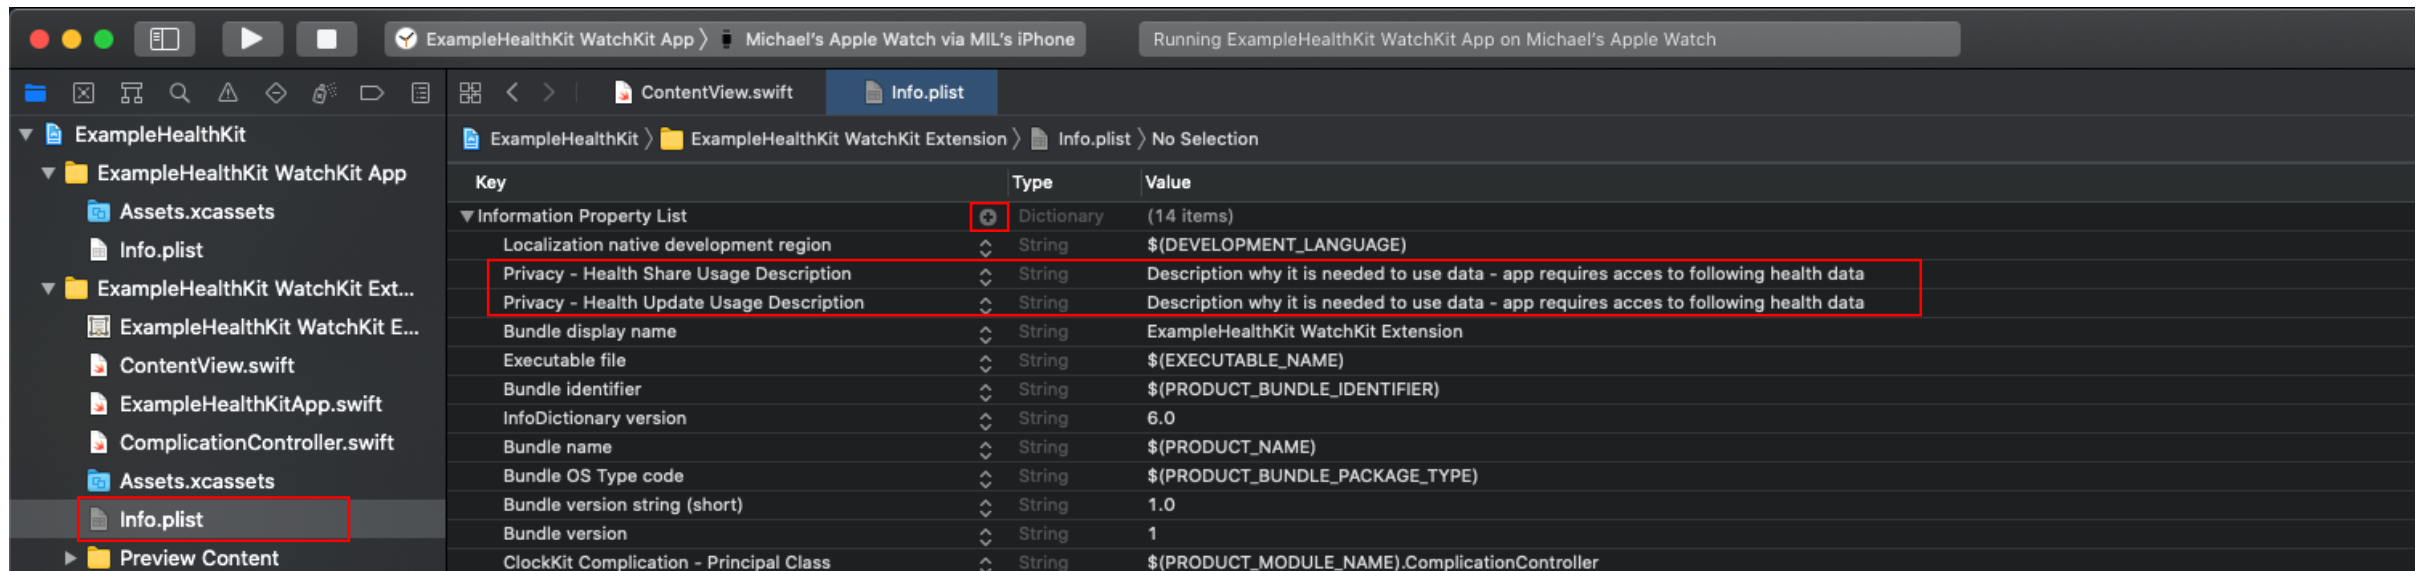 ExampleHealthKit WatchKit App 〉 Michael's Apple Watch via MIL's iPhone
Running ExampleHealthKit WatchKit App on Michael's Apple Watch
ContentView.swift
Info.plist
ExampleHealthKit
ExampleHealthKit WatchKit App
Assets.xcassets
Info.plist
ExampleHealthKit WatchKit Ext...
ExampleHealthKit WatchKit E...
ContentView.swift
ExampleHealthKitApp.swift
ComplicationController.swift
Assets.xcassets
Info.plist
Preview Content
ExampleHealthKit 〉 ExampleHealthKit WatchKit Extension 〉 Info.plist 〉 No Selection
Key Type Value
Information Property List Dictionary (14 items)
Localization native development region String $(DEVELOPMENT_LANGUAGE)
Privacy - Health Share Usage Description String Description why it is needed to use data - app requires acces to following health data
Privacy - Health Update Usage Description String Description why it is needed to use data - app requires acces to following health data
Bundle display name String ExampleHealthKit WatchKit Extension
Executable file String $(EXECUTABLE_NAME)
Bundle identifier String $(PRODUCT_BUNDLE_IDENTIFIER)
InfoDictionary version String 6.0
Bundle name String $(PRODUCT_NAME)
Bundle OS Type code String $(PRODUCT_BUNDLE_PACKAGE_TYPE)
Bundle version string (short) String 1.0
Bundle version String 1
ClockKit Complication - Principal Class String $(PRODUCT_MODULE_NAME).ComplicationController